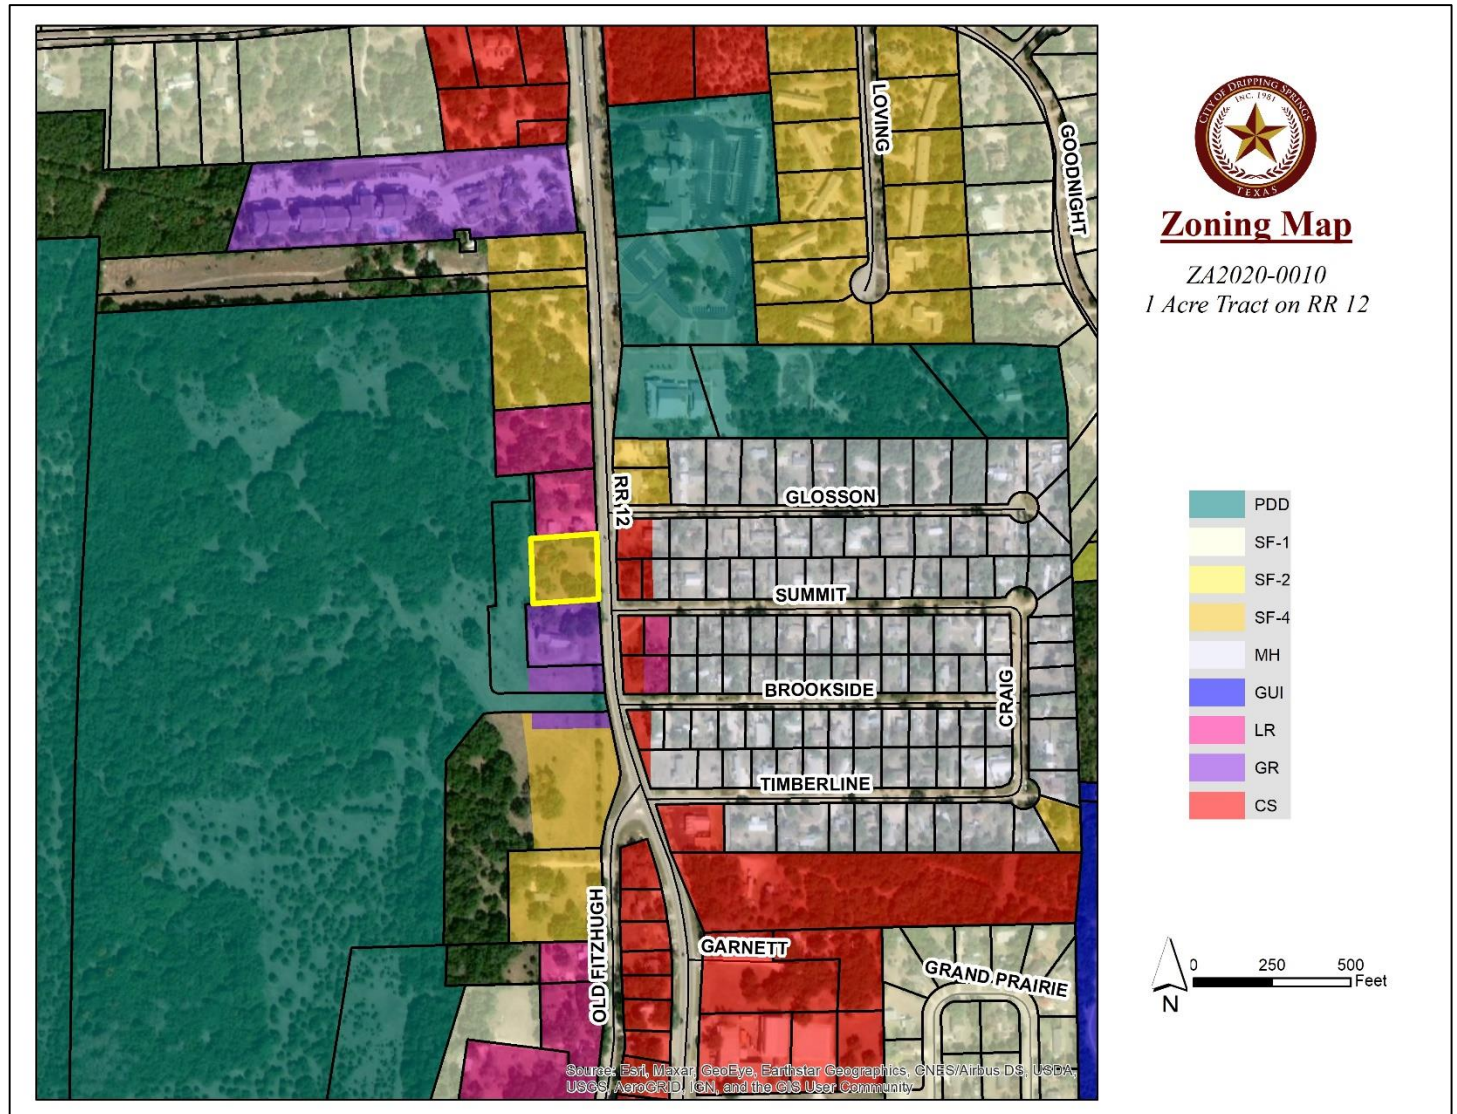 CITY OF DRIPPING SPRINGS
INC. 1981
TEXAS
Zoning Map
ZA2020-0010
1 Acre Tract on RR 12
LOVING
GOODNIGHT
RR 12
GLOSSON
SUMMIT
BROOKSIDE
CRAIG
TIMBERLINE
OLD FITZHUGH
GARNETT
GRAND PRAIRIE
PDD
SF-1
SF-2
SF-4
MH
GUI
LR
GR
CS
N
0 250 500
Feet
Source: Esri, Maxar, GeoEye, Earthstar Geographics, CNES/Airbus DS, USDA,
USGS, AeroGRID, IGN, and the GIS User Community